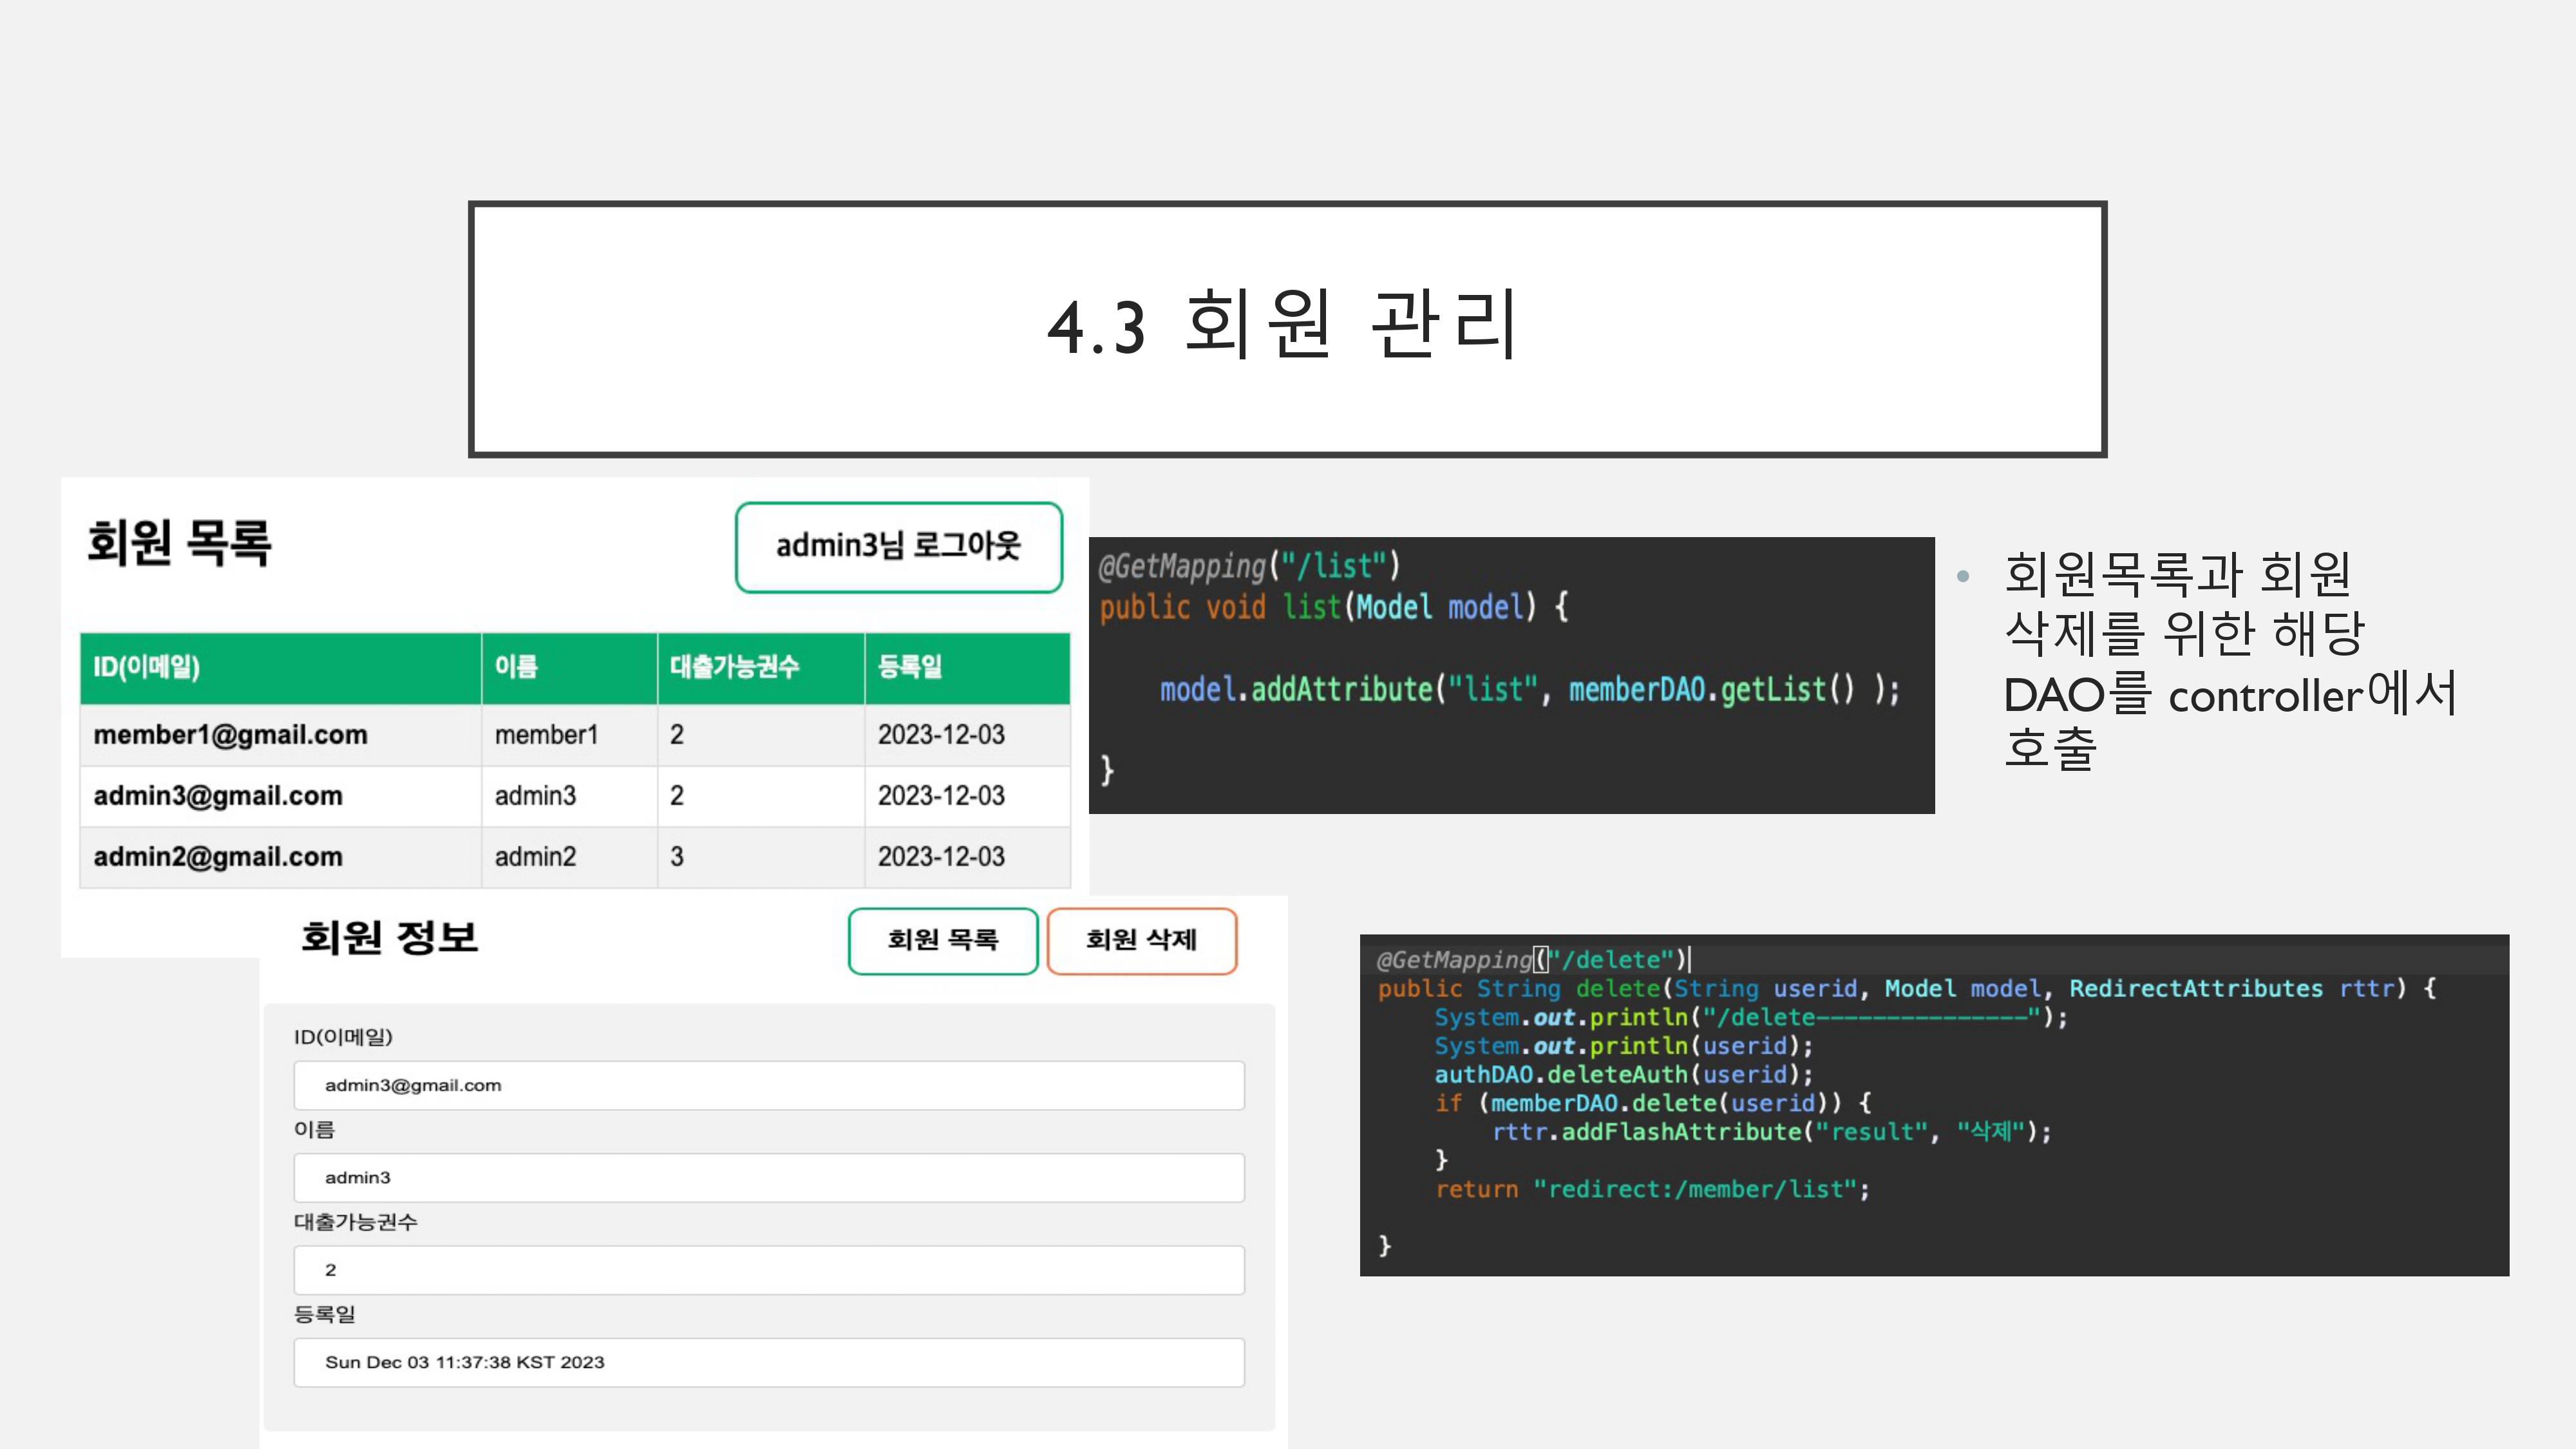 4.3 회원 관리
회원 목록
admin3님 로그아웃
ID(이메일) 이름 대출가능권수 등록일
member1@gmail.com member1 2 2023-12-03
admin3@gmail.com admin3 2 2023-12-03
admin2@gmail.com admin2 3 2023-12-03
@GetMapping("/list")
public void list(Model model) {
model.addAttribute("list", memberDAO.getList() );
}
• 회원목록과 회원
삭제를 위한 해당
DAO를 controller에서
호출
회원 정보
회원 목록
회원 삭제
ID(이메일)
admin3@gmail.com
이름
admin3
대출가능권수
2
등록일
Sun Dec 03 11:37:38 KST 2023
@GetMapping("/delete")
public String delete(String userid, Model model, RedirectAttributes rttr) {
System.out.println("/delete---------------");
System.out.println(userid);
authDAO.deleteAuth(userid);
if (memberDAO.delete(userid)) {
rttr.addFlashAttribute("result", "삭제");
}
return "redirect:/member/list";
}